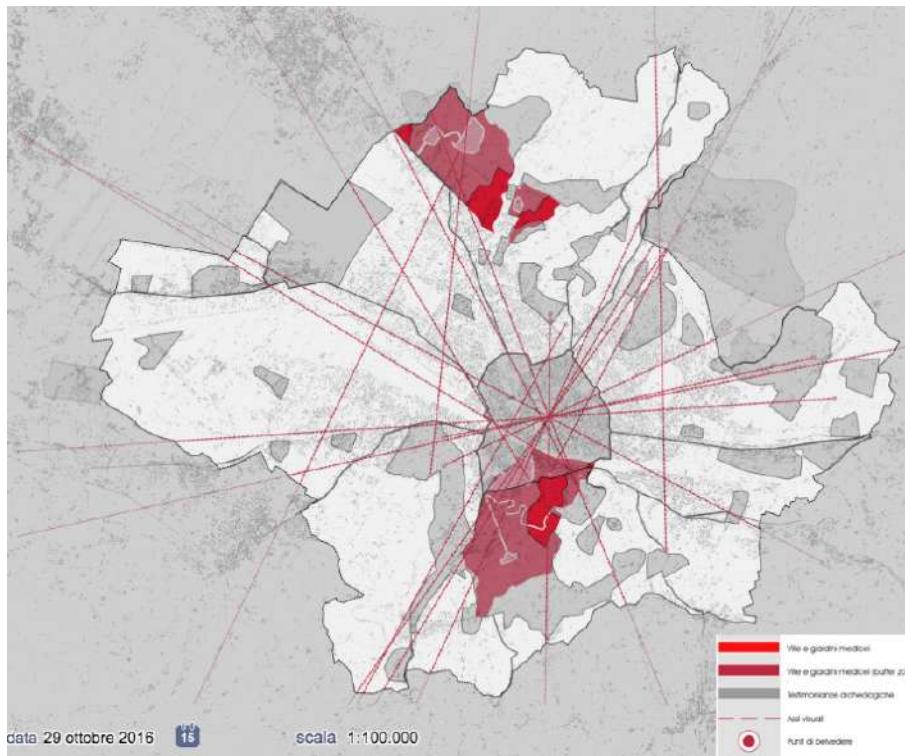 Ville e giardini medicei
Ville e giardini medicei (buffer zo
Testimonianze archeologiche
Assi visuali
Punti di belvedere
data 29 ottobre 2016 15 scala 1:100.000